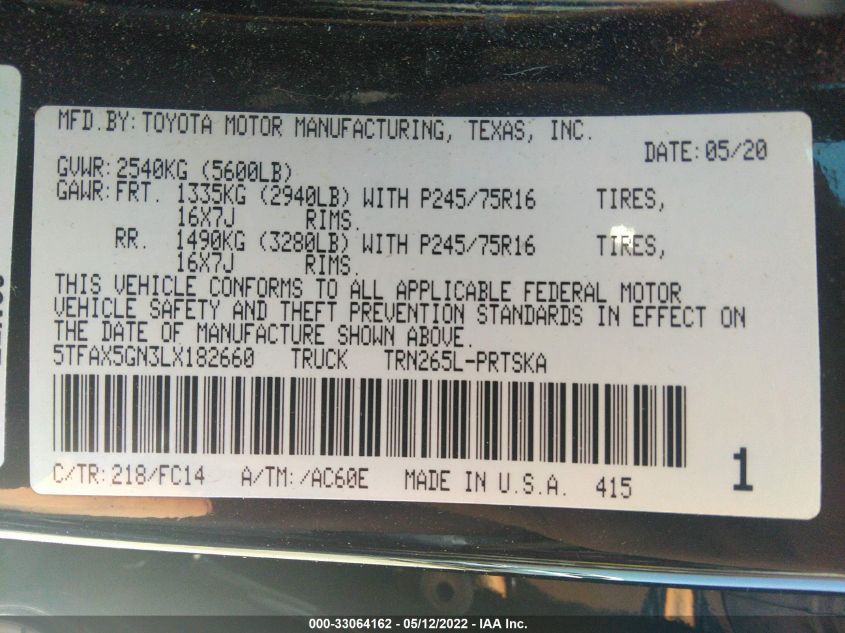 MFD.BY:TOYOTA MOTOR MANUFACTURING, TEXAS, INC.
DATE:05/20
GVWR:2540KG (5600LB)
GAWR:FRT. 1335KG (2940LB) WITH P245/75R16 TIRES,
16X7J RIMS.
RR. 1490KG (3280LB) WITH P245/75R16 TIRES,
16X7J RIMS.
THIS VEHICLE CONFORMS TO ALL APPLICABLE FEDERAL MOTOR
VEHICLE SAFETY AND THEFT PREVENTION STANDARDS IN EFFECT ON
THE DATE OF MANUFACTURE SHOWN ABOVE.
5TFAX5GN3LX182660 TRUCK TRN265L-PRTSKA
C/TR:218/FC14 A/TM:/AC60E MADE IN U.S.A. 415
1
000-33064162 - 05/12/2022 - IAA Inc.